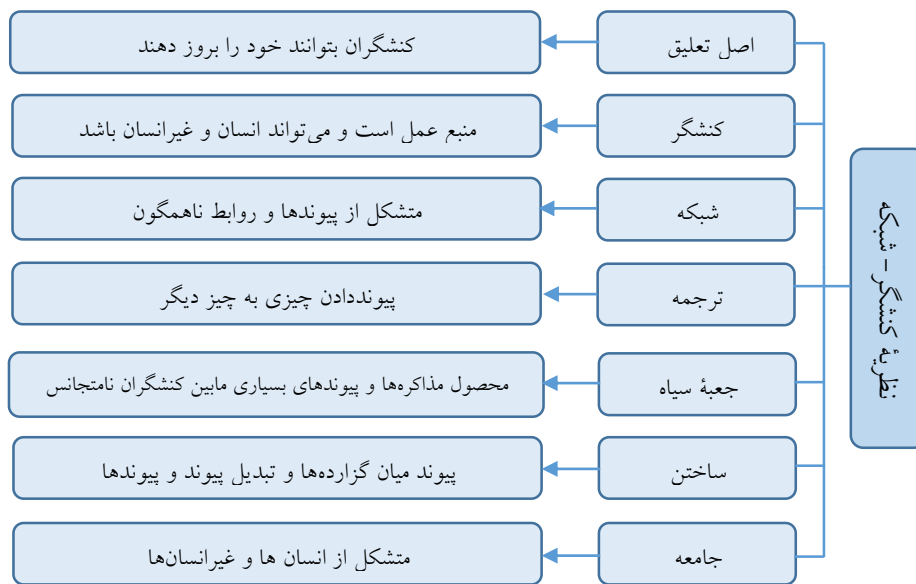 نظریۀ کنشگر - شبکه
اصل تعلیق
کنشگران بتوانند خود را بروز دهند
کنشگر
منبع عمل است و می‌تواند انسان و غیرانسان باشد
شبکه
متشکل از پیوندها و روابط ناهمگون
ترجمه
پیونددادن چیزی به چیز دیگر
جعبۀ سیاه
محصول مذاکره‌ها و پیوندهای بسیاری مابین کنشگران نامتجانس
ساختن
پیوند میان گزارده‌ها و تبدیل پیوند و پیوندها
جامعه
متشکل از انسان ها و غیرانسان‌ها